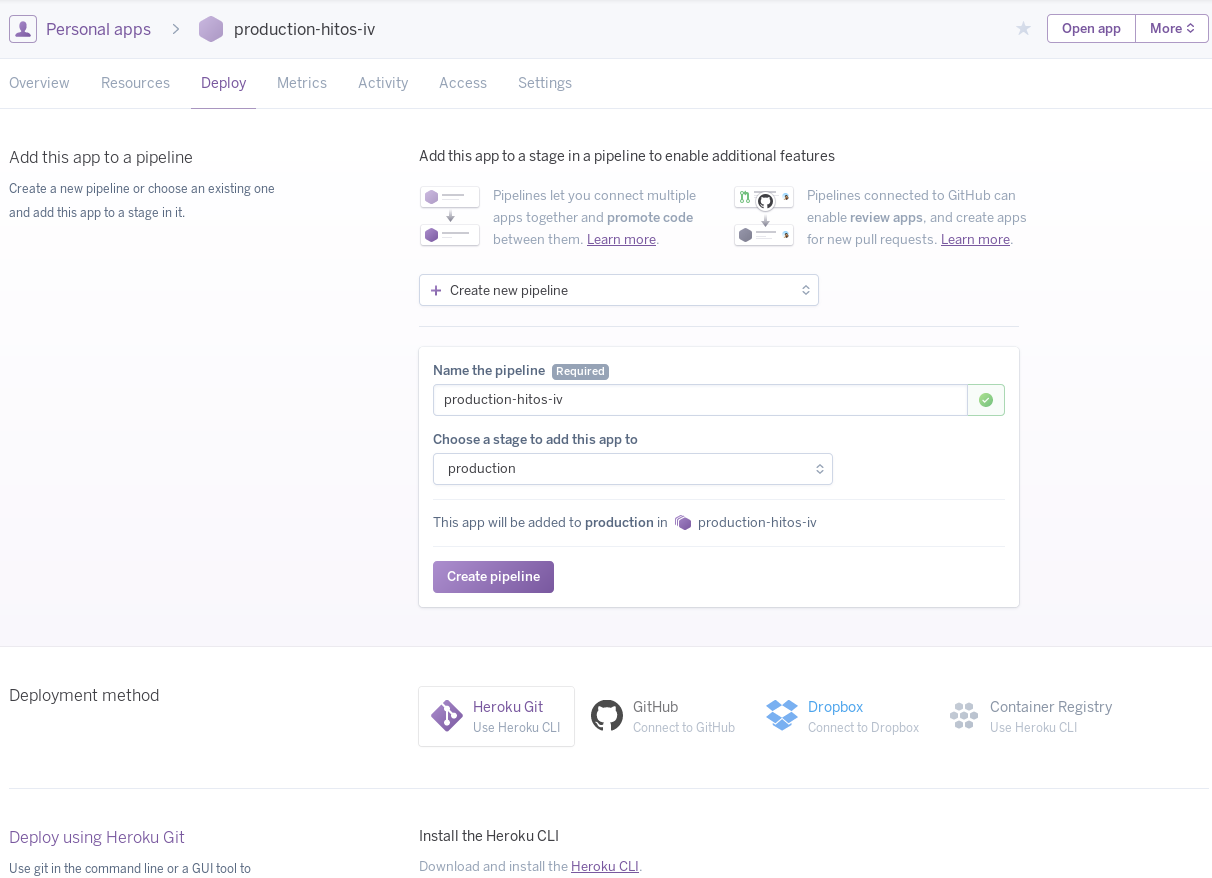 Personal apps > production-hitos-iv
Open app More
Overview Resources Deploy Metrics Activity Access Settings
Add this app to a pipeline
Create a new pipeline or choose an existing one
and add this app to a stage in it.
Add this app to a stage in a pipeline to enable additional features
Pipelines let you connect multiple
apps together and promote code
between them. Learn more.
Pipelines connected to GitHub can
enable review apps, and create apps
for new pull requests. Learn more.
+ Create new pipeline
Name the pipeline Required
production-hitos-iv
Choose a stage to add this app to
production
This app will be added to production in production-hitos-iv
Create pipeline
Deployment method
Heroku Git
Use Heroku CLI
GitHub
Connect to GitHub
Dropbox
Connect to Dropbox
Container Registry
Use Heroku CLI
Deploy using Heroku Git
Use git in the command line or a GUI tool to
Install the Heroku CLI
Download and install the Heroku CLI.